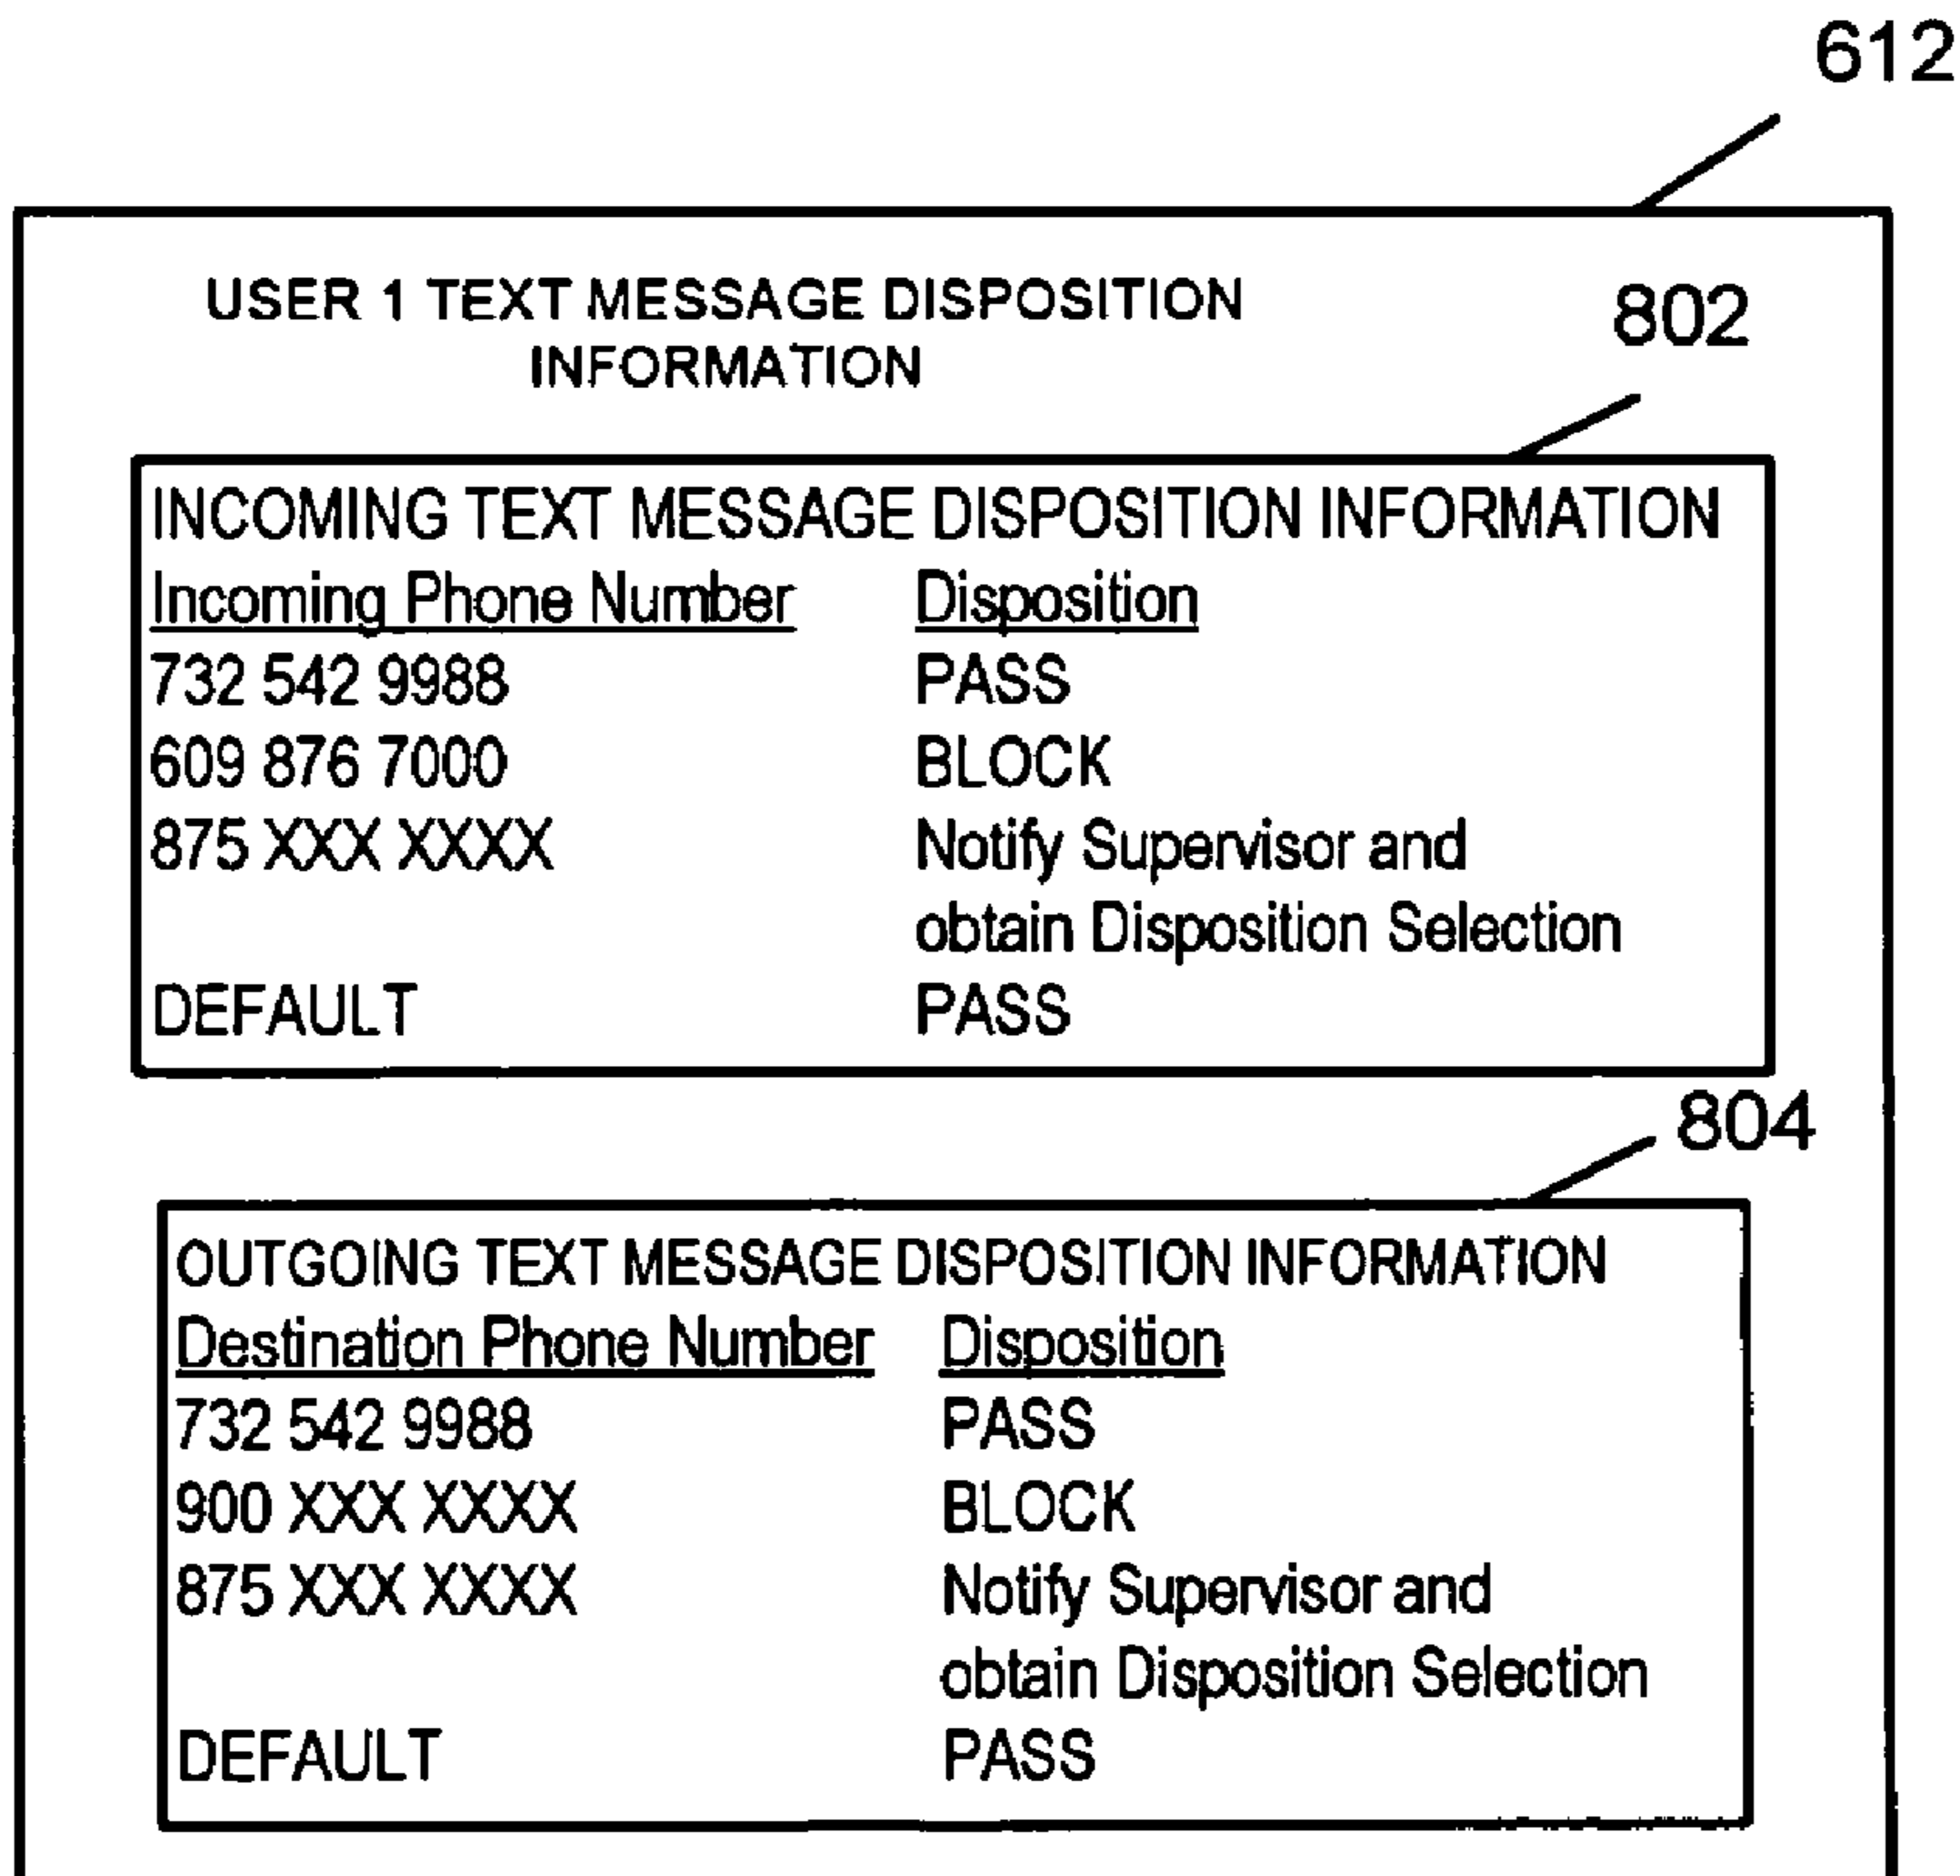 612
USER 1 TEXT MESSAGE DISPOSITION
INFORMATION
802
INCOMING TEXT MESSAGE DISPOSITION INFORMATION
Incoming Phone Number Disposition
732 542 9988 PASS
609 876 7000 BLOCK
875 XXX XXXX Notify Supervisor and
obtain Disposition Selection
DEFAULT PASS
804
OUTGOING TEXT MESSAGE DISPOSITION INFORMATION
Destination Phone Number Disposition
732 542 9988 PASS
900 XXX XXXX BLOCK
875 XXX XXXX Notify Supervisor and
obtain Disposition Selection
DEFAULT PASS